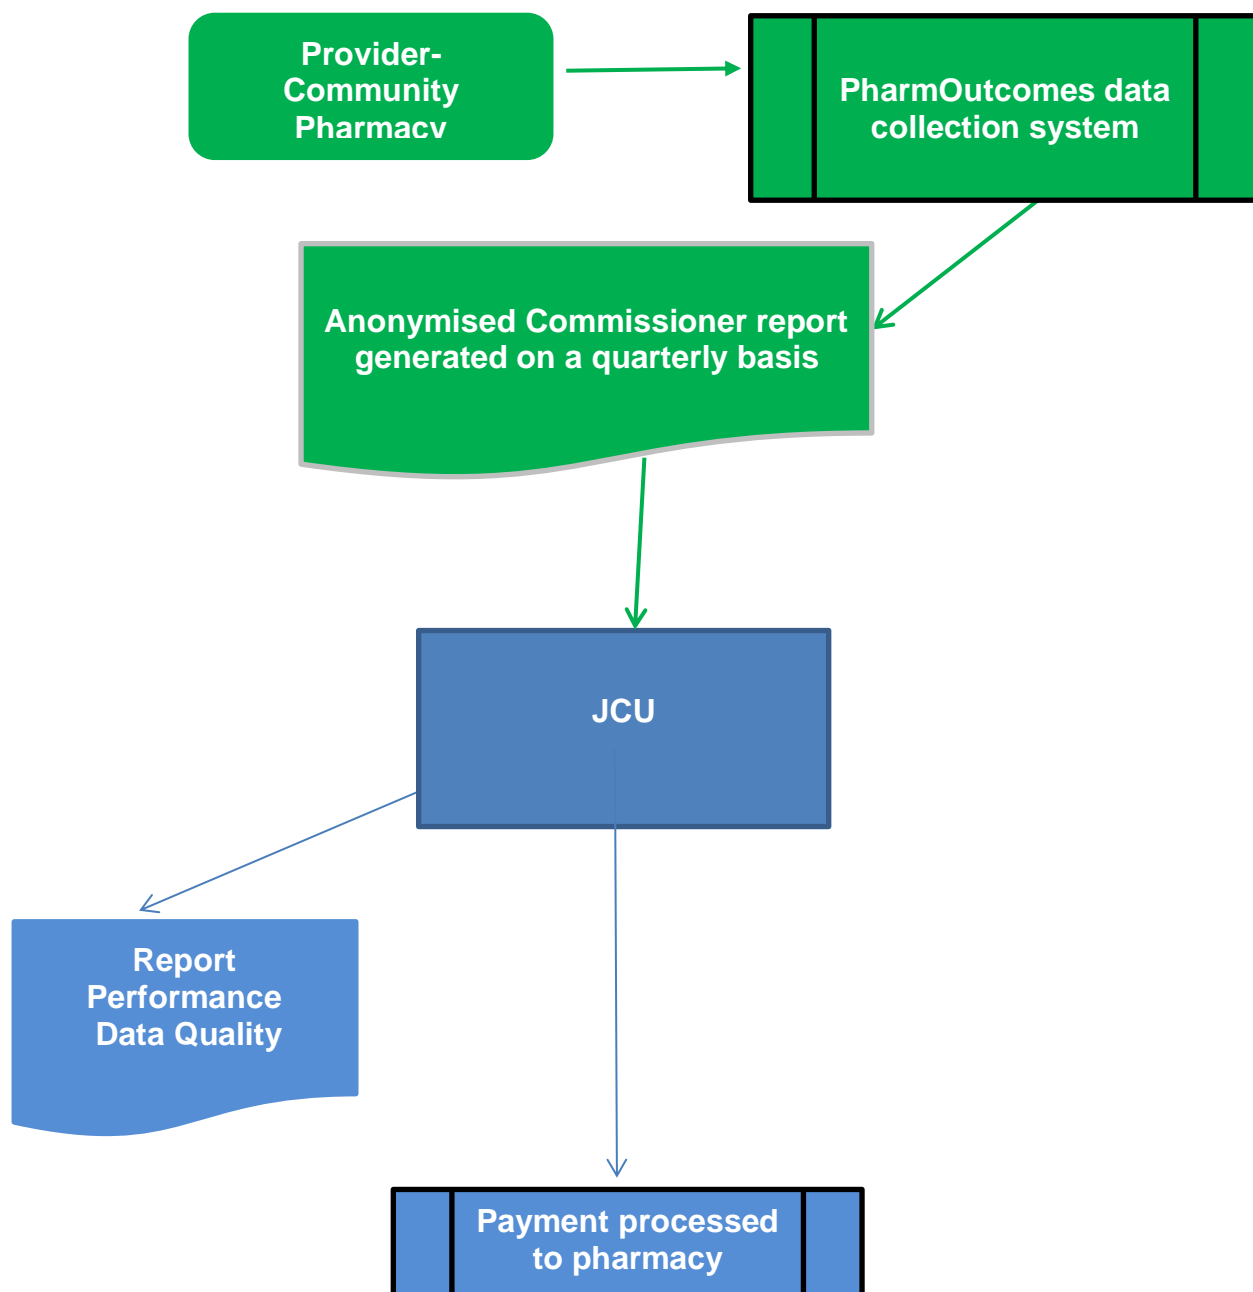 Provider-
Community
Pharmacy
PharmOutcomes data
collection system
Anonymised Commissioner report
generated on a quarterly basis
JCU
Report
Performance
Data Quality
Payment processed
to pharmacy